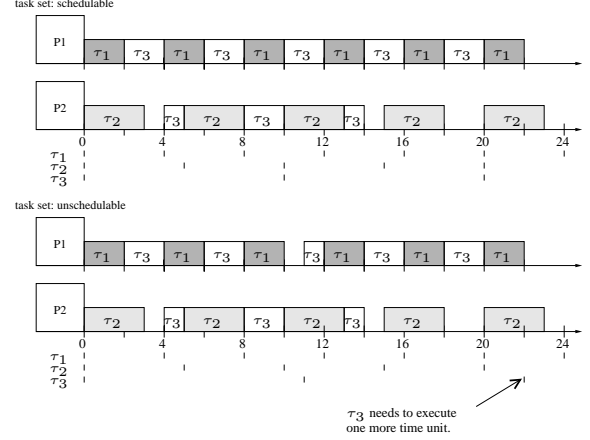 task set: schedulable
P1
τ1 τ3 τ1 τ3 τ1 τ3 τ1 τ3 τ1 τ3 τ1
P2
τ2 τ3 τ2 τ3 τ2 τ3 τ2 τ2
0 4 8 12 16 20 24
τ1
τ2
τ3
task set: unschedulable
P1
τ1 τ3 τ1 τ3 τ1 τ3 τ1 τ3 τ1 τ3 τ1
P2
τ2 τ3 τ2 τ3 τ2 τ3 τ2 τ2
0 4 8 12 16 20 24
τ1
τ2
τ3
τ3 needs to execute
one more time unit.